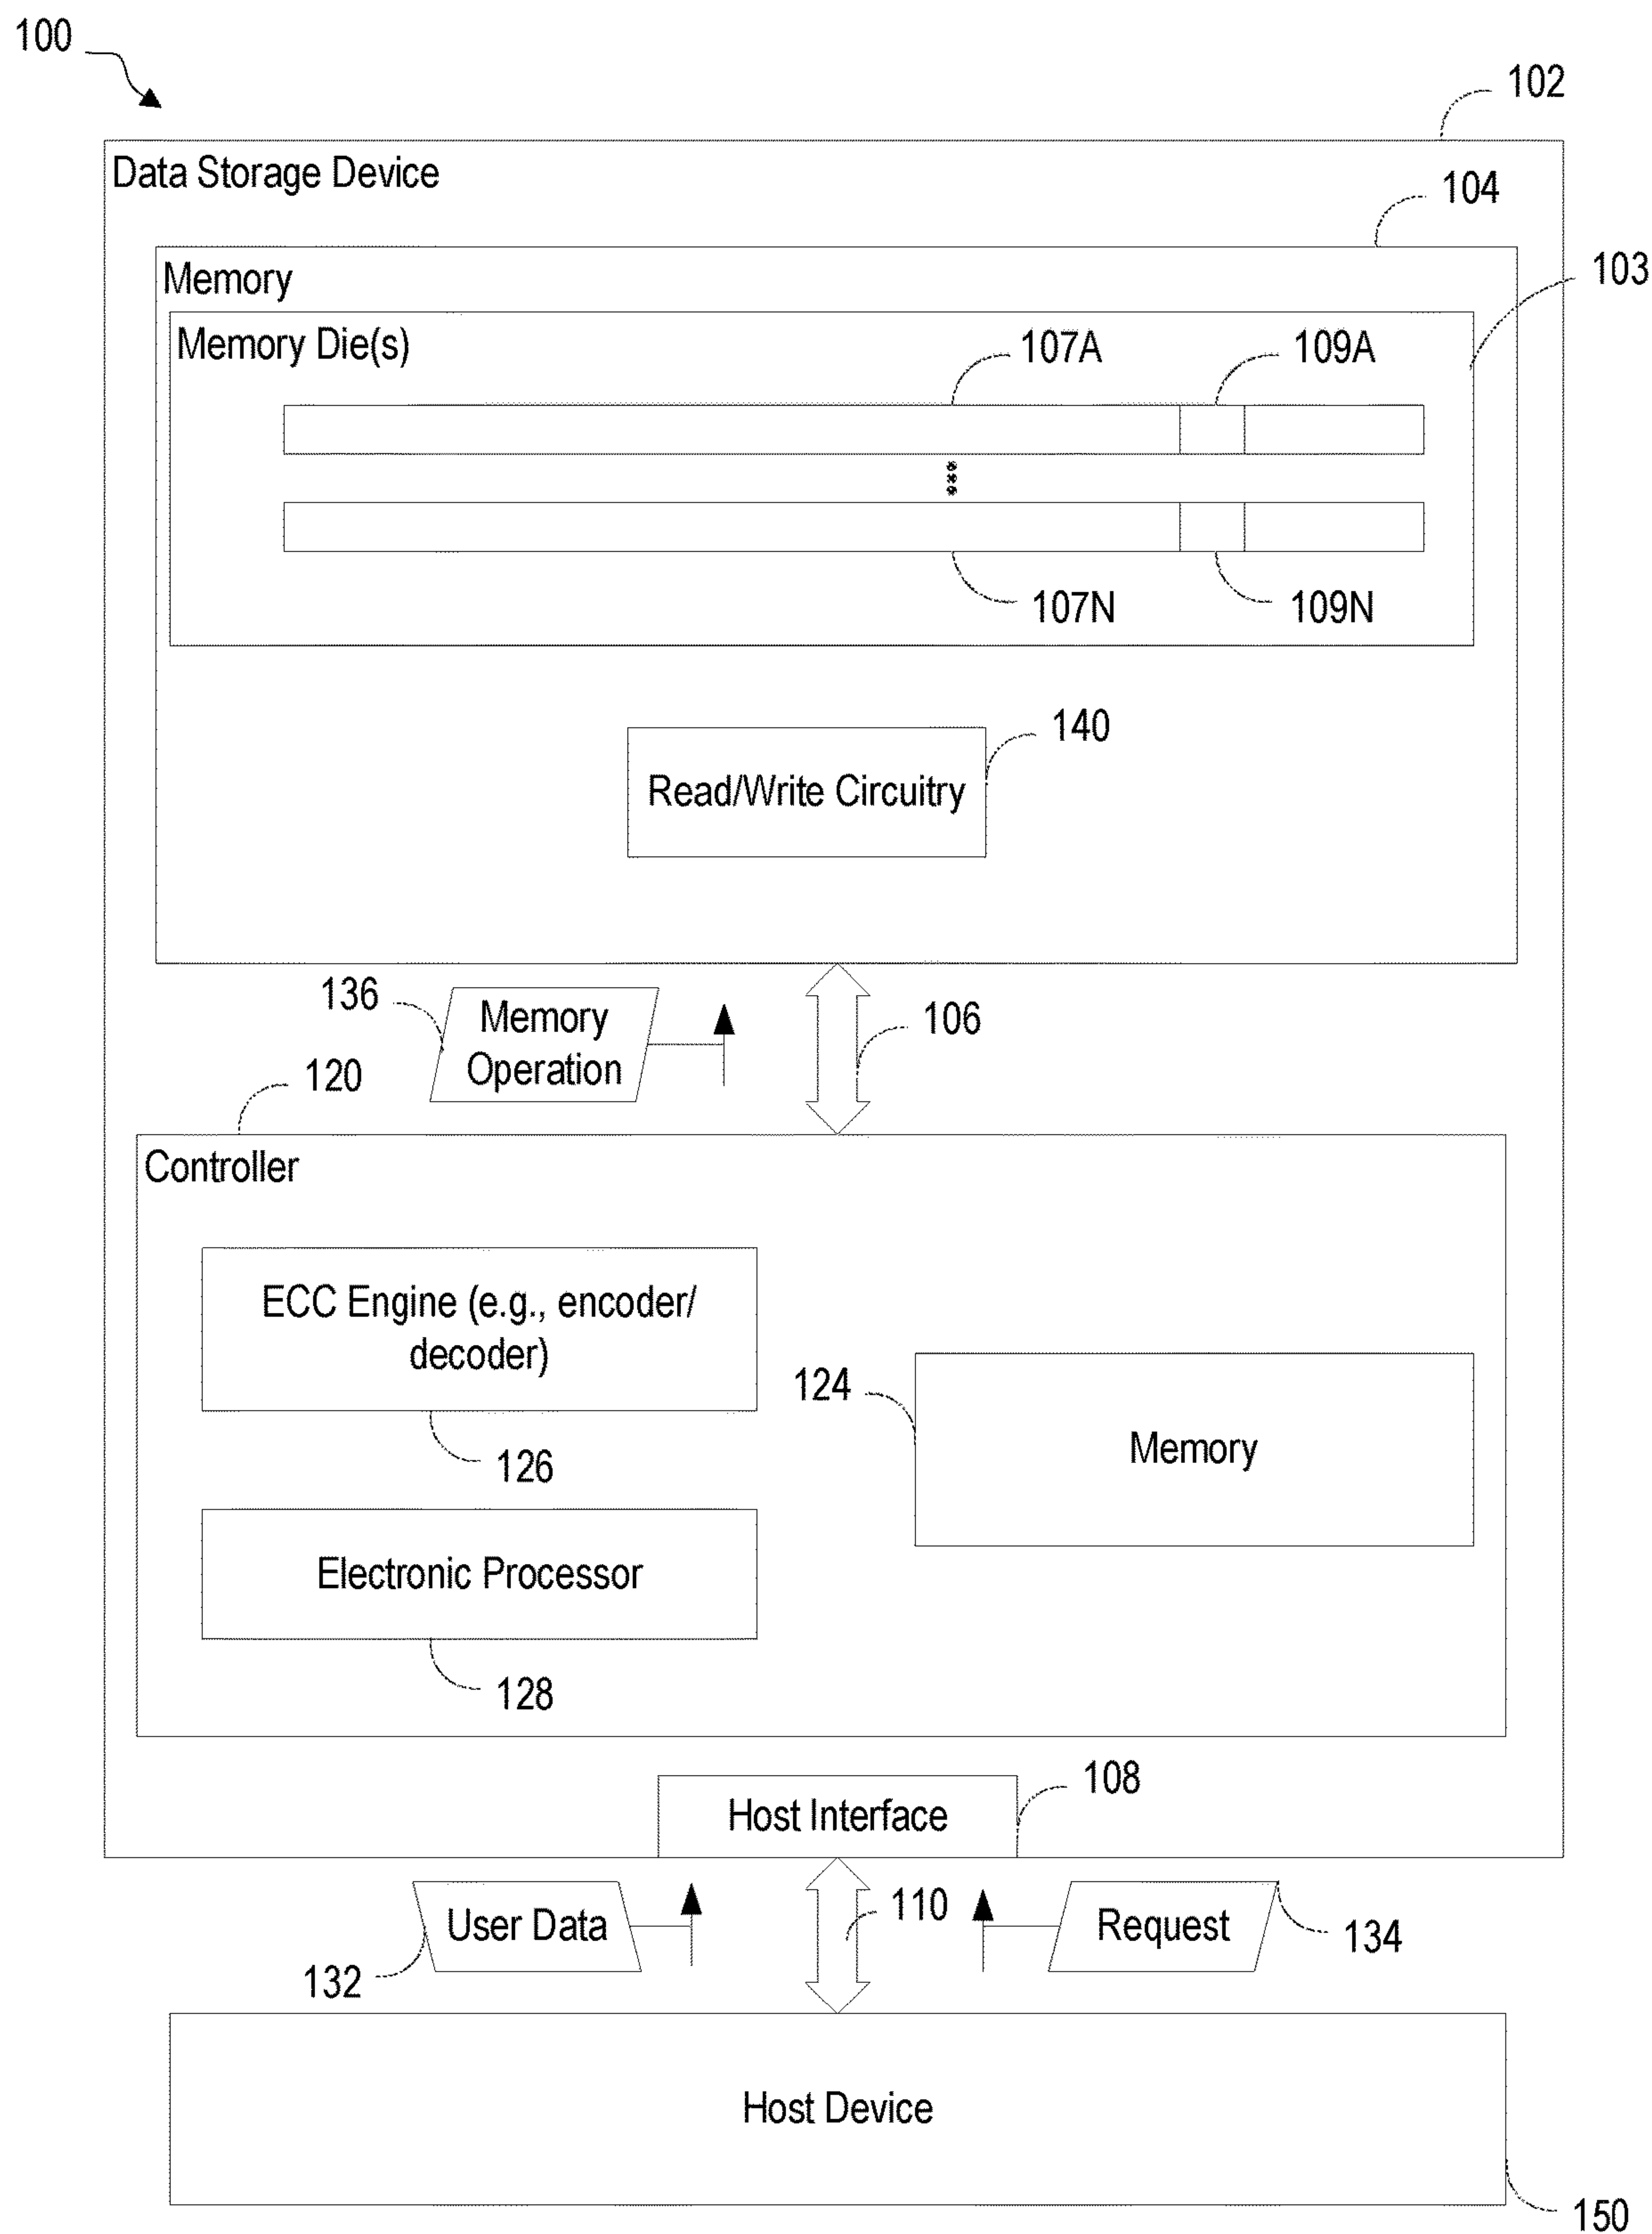 100
102
Data Storage Device
104
Memory
103
Memory Die(s)
107A
109A
107N
109N
140
Read/Write Circuitry
136
Memory
Operation
106
120
Controller
ECC Engine (e.g., encoder/
decoder)
124
Memory
126
Electronic Processor
128
108
Host Interface
User Data
110
Request
132
134
Host Device
150